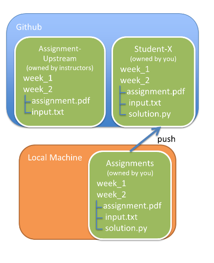 Github
Assignment-
Upstream
(owned by instructors)
week_1
week_2
assignment.pdf
input.txt
Student-X
(owned by you)
week_1
week_2
assignment.pdf
input.txt
solution.py
push
Local Machine
Assignments
(owned by you)
week_1
week_2
assignment.pdf
input.txt
solution.py